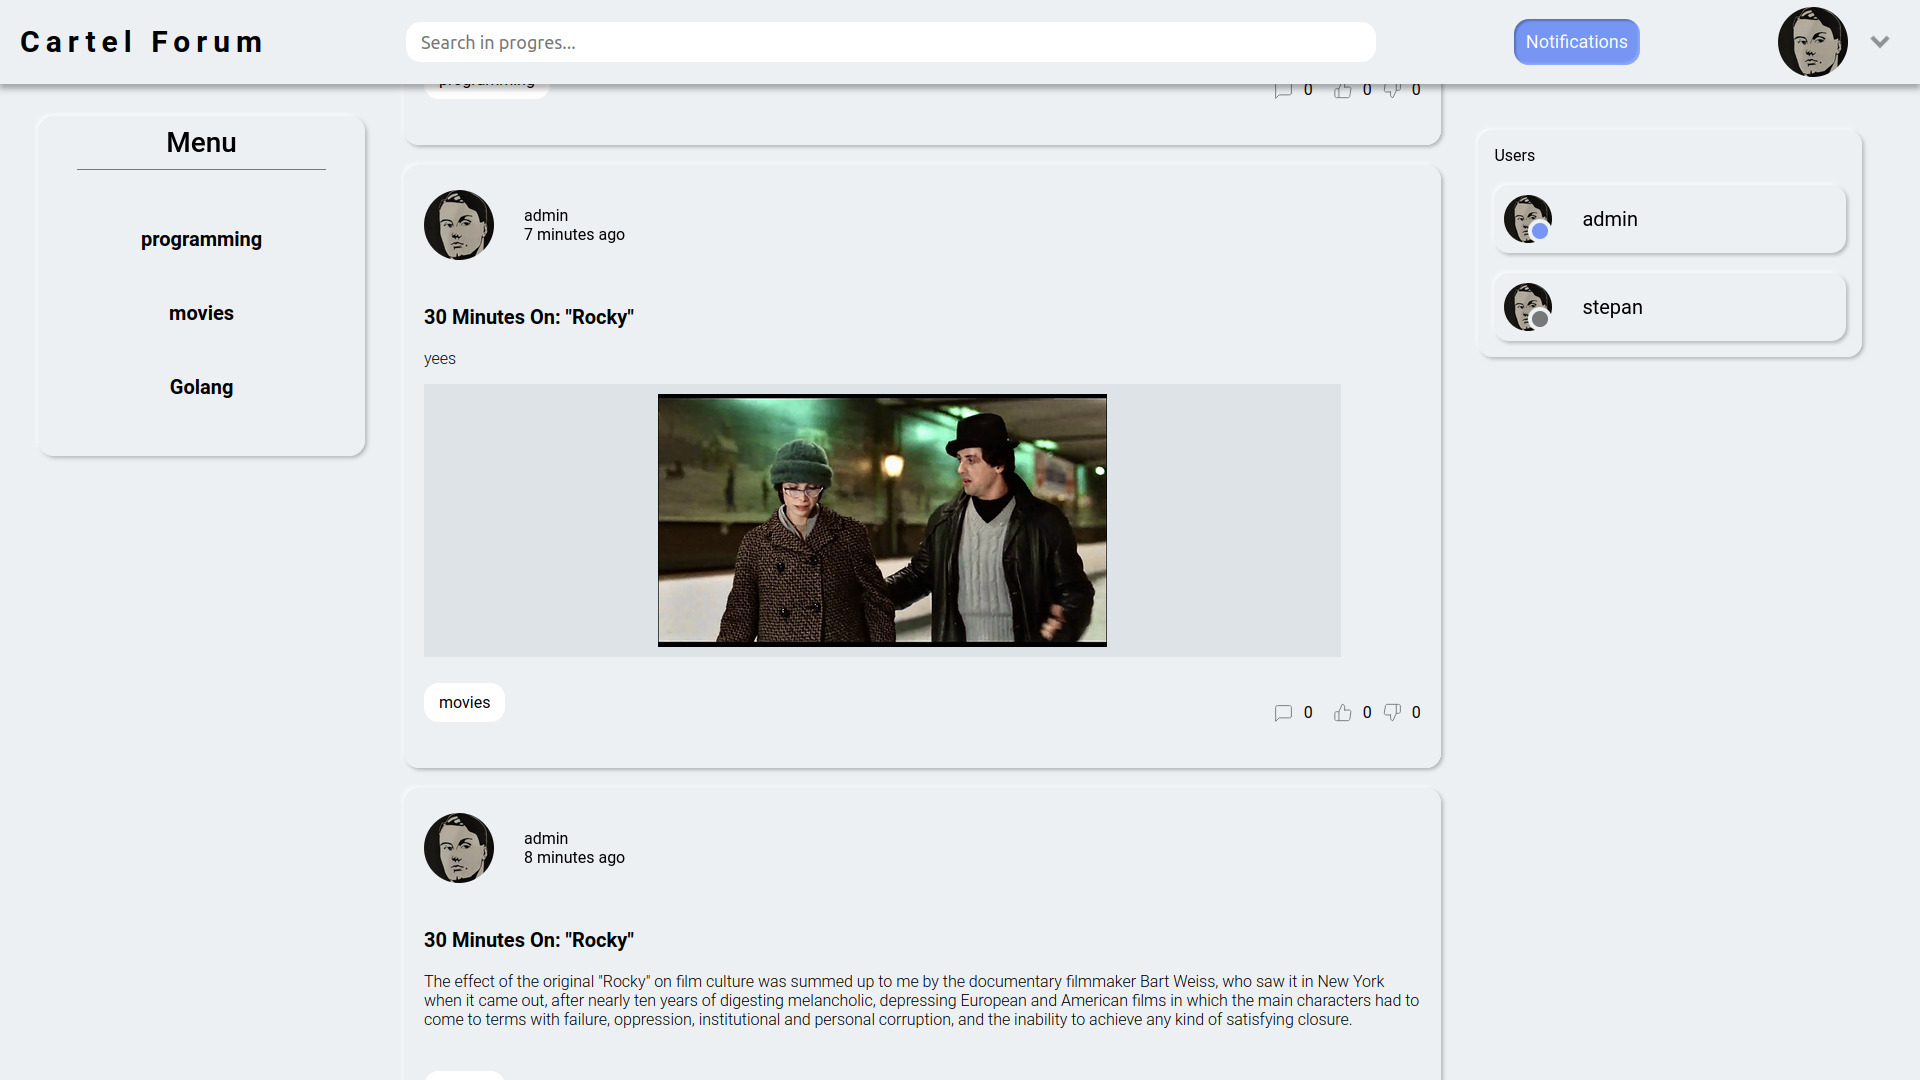 Cartel Forum
Search in progres...
Notifications
Menu
programming
movies
Golang
programming
0 0 0
admin
7 minutes ago
30 Minutes On: "Rocky"
yees
movies
0 0 0
admin
8 minutes ago
30 Minutes On: "Rocky"
The effect of the original "Rocky" on film culture was summed up to me by the documentary filmmaker Bart Weiss, who saw it in New York
when it came out, after nearly ten years of digesting melancholic, depressing European and American films in which the main characters had to
come to terms with failure, oppression, institutional and personal corruption, and the inability to achieve any kind of satisfying closure.
Users
admin
stepan